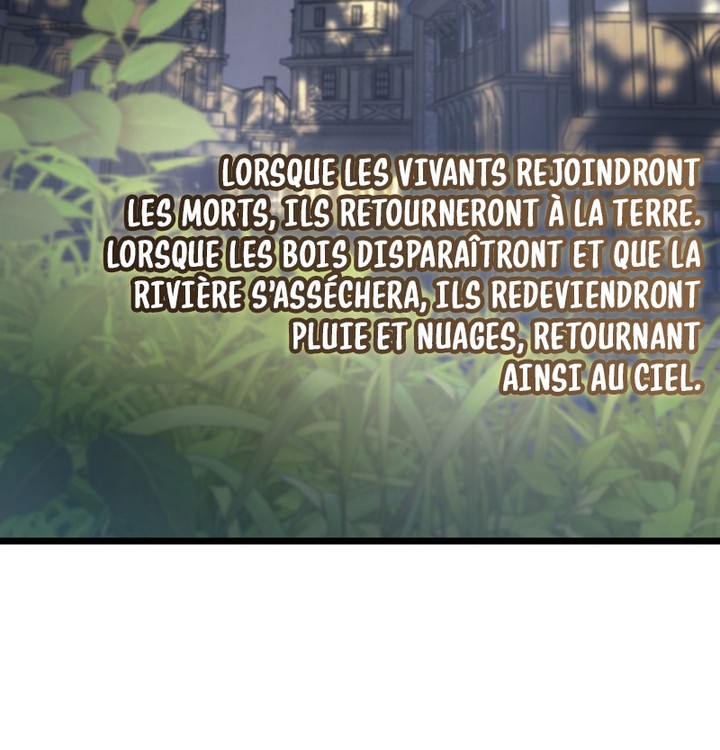 LORSQUE LES VIVANTS REJOINDRONT
LES MORTS, ILS RETOURNERONT À LA TERRE.
LORSQUE LES BOIS DISPARAÎTRONT ET QUE LA
RIVIÈRE S'ASSÉCHERA, ILS REDEVIENDRONT
PLUIE ET NUAGES, RETOURNANT
AINSI AU CIEL.